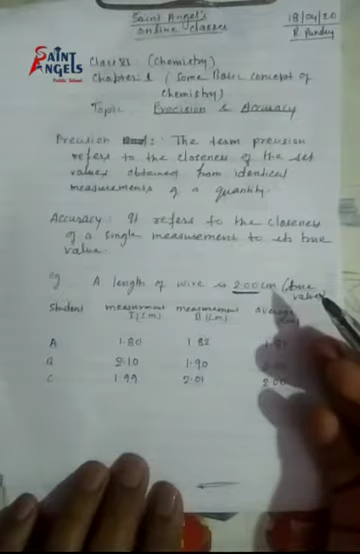 Saint Angel's
online classes
18/04/20
R Pandey
SAINT
ANGELS
Public School
Class XI (Chemistry)
Chapter 1 (Some Basic concept of
Chemistry)
Topic Precision & Accuracy
Precision: The term precision
refers to the closeness of the set
values obtained from identical
measurements of a quantity.
Accuracy: It refers to the closeness
of a single measurement to its true
value.
eg A length of wire is 2.00 cm (true
value)
Student measurement measurement average
I (cm) II (cm)
A 1.80 1.82 1.81
B 2.10 1.90
C 1.99 2.01 2.00